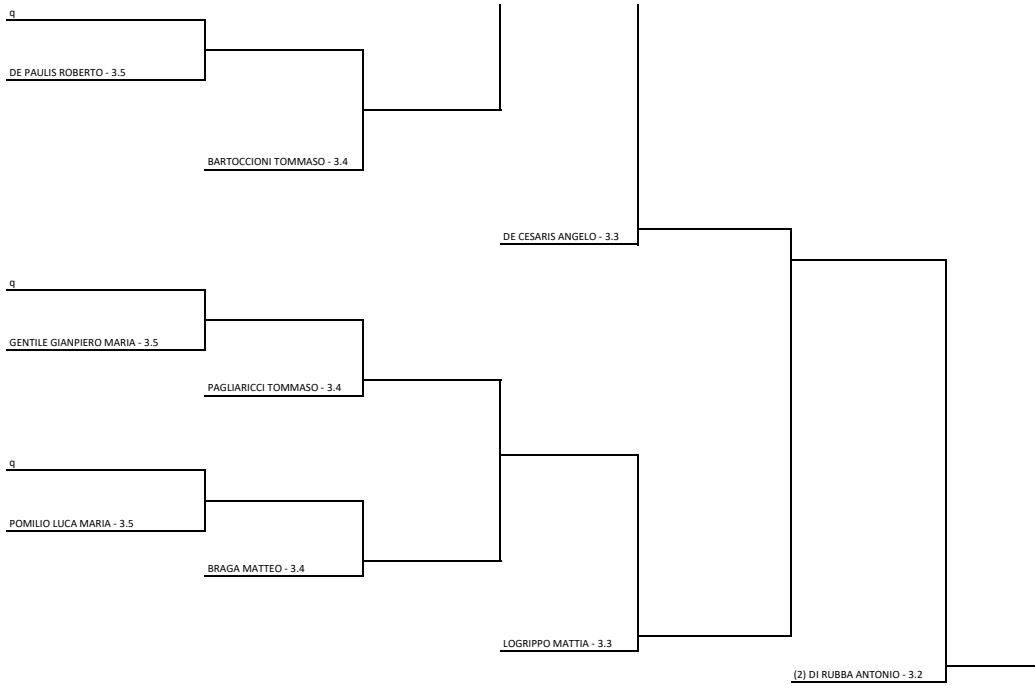 q
DE PAULIS ROBERTO - 3.5
BARTOCCIONI TOMMASO - 3.4
DE CESARIS ANGELO - 3.3
q
GENTILE GIANPIERO MARIA - 3.5
PAGLIARICCI TOMMASO - 3.4
q
POMILIO LUCA MARIA - 3.5
BRAGA MATTEO - 3.4
LOGRIPPO MATTIA - 3.3
(2) DI RUBBA ANTONIO - 3.2